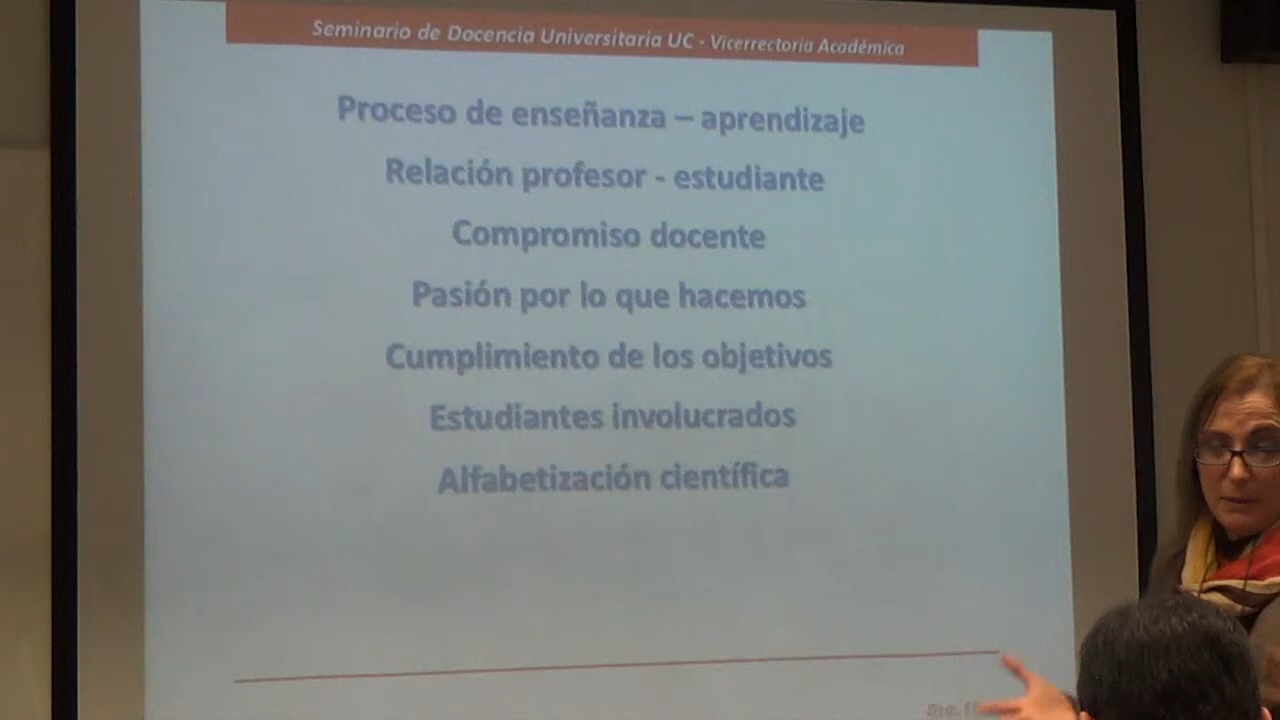 Seminario de Docencia Universitaria UC - Vicerrectoría Académica
Proceso de enseñanza – aprendizaje
Relación profesor - estudiante
Compromiso docente
Pasión por lo que hacemos
Cumplimiento de los objetivos
Estudiantes involucrados
Alfabetización científica